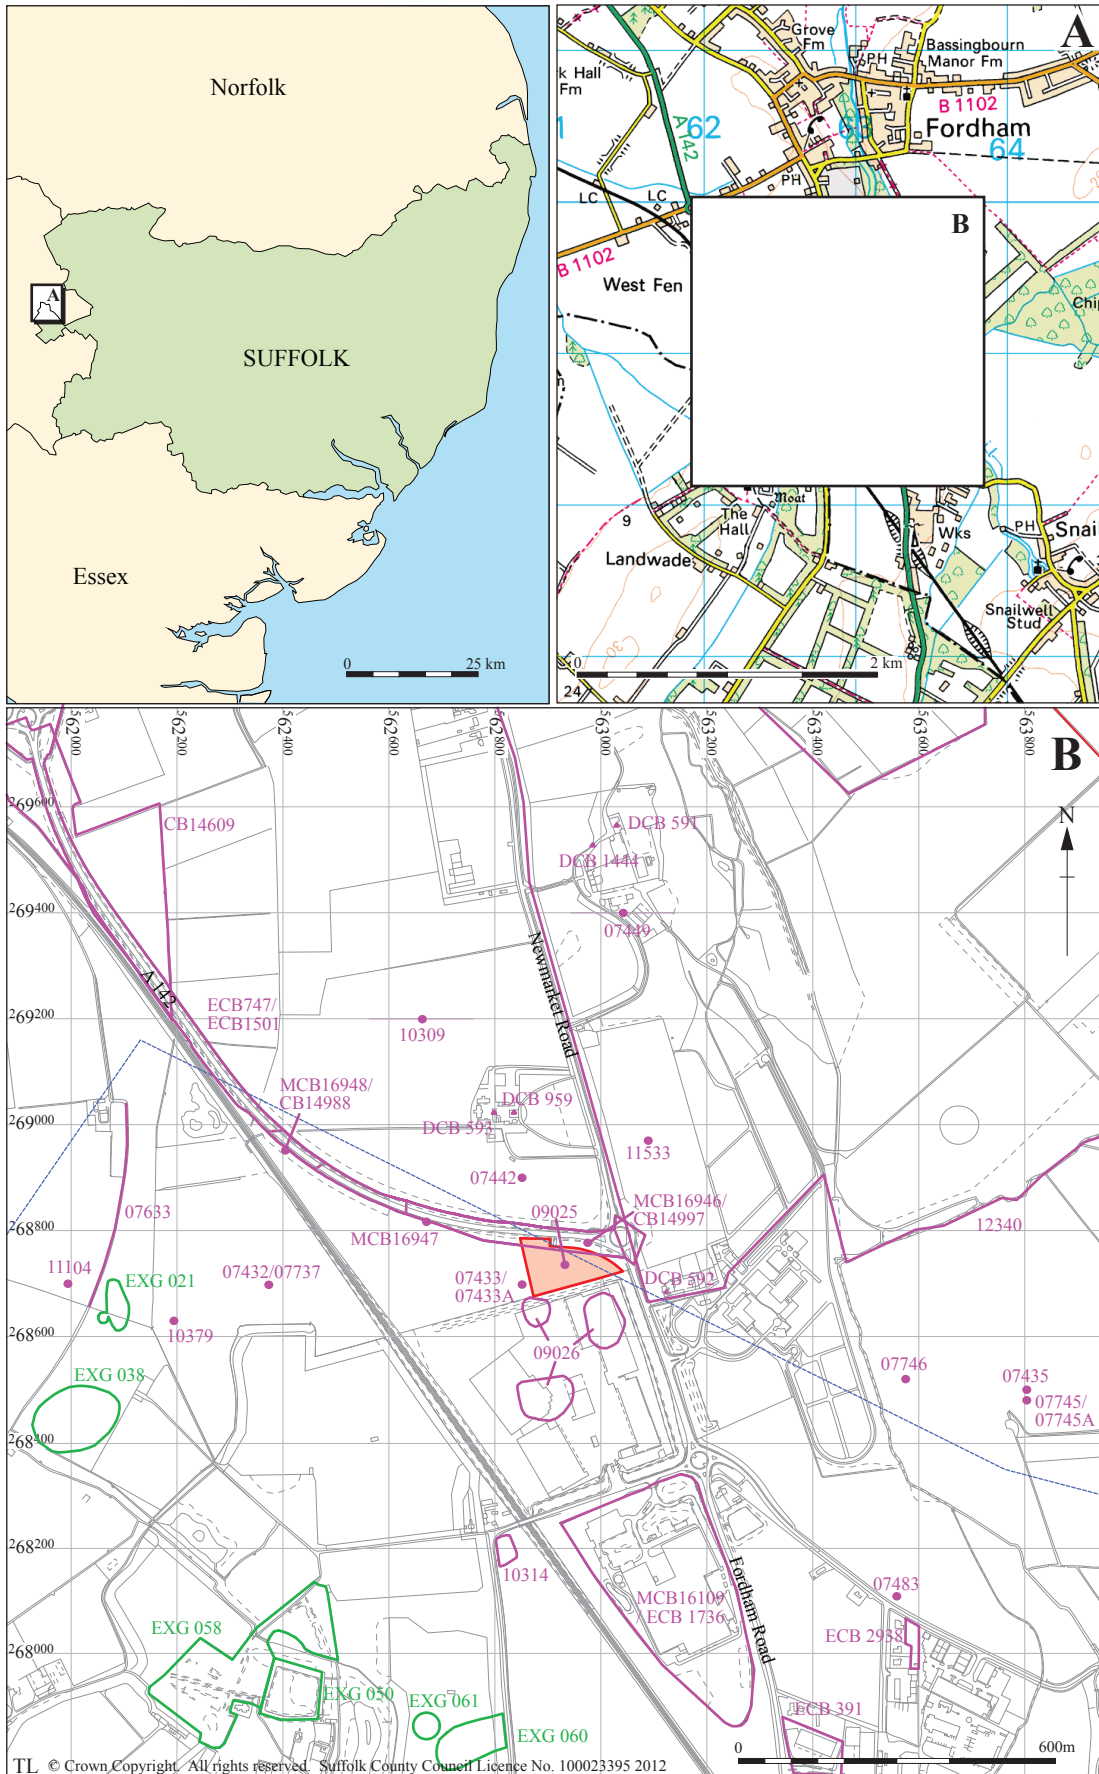 Norfolk
A
SUFFOLK
Essex
0
25 km
A
Grove
Fm
PH
Bassingbourn
Manor Fm
k Hall
Fm
B 1102
62
A 142
Fordham
64
PH
LC
LC
B
B 1102
West Fen
Chip
Moat
The
Hall
9
Landwade
Wks
PH
Snail
Snailwell
Stud
30
0
2 km
24
B
562000
562200
562400
562600
562800
563000
563200
563400
563600
563800
269600
269400
269200
269000
268800
268600
268400
268200
268000
N
CB14609
DCB 591
DCB 1444
07449
Newmarket Road
A 142
ECB747/
ECB1501
10309
MCB16948/
CB14988
DCB 959
DCB 593
11533
07442
07633
09025
MCB16946/
CB14997
12340
MCB16947
11104
EXG 021
07432/07737
07433/
07433A
DCB 592
10379
09026
EXG 038
07746
07435
07745/
07745A
10314
Fordham Road
MCB16109
/ ECB 1736
07483
ECB 2938
EXG 058
EXG 050
EXG 061
EXG 060
ECB 391
0
600m
TL © Crown Copyright. All rights reserved. Suffolk County Council Licence No. 100023395 2012